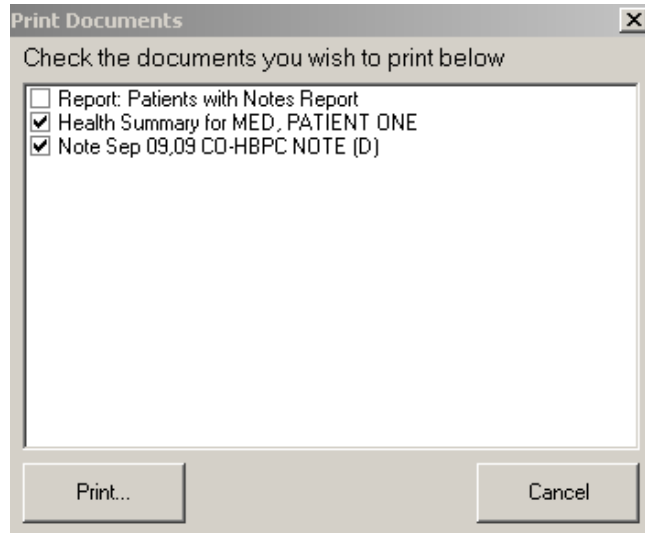 Print Documents
Check the documents you wish to print below
Report: Patients with Notes Report
Health Summary for MED, PATIENT ONE
Note Sep 09,09 CO-HBPC NOTE (D)
Print...
Cancel